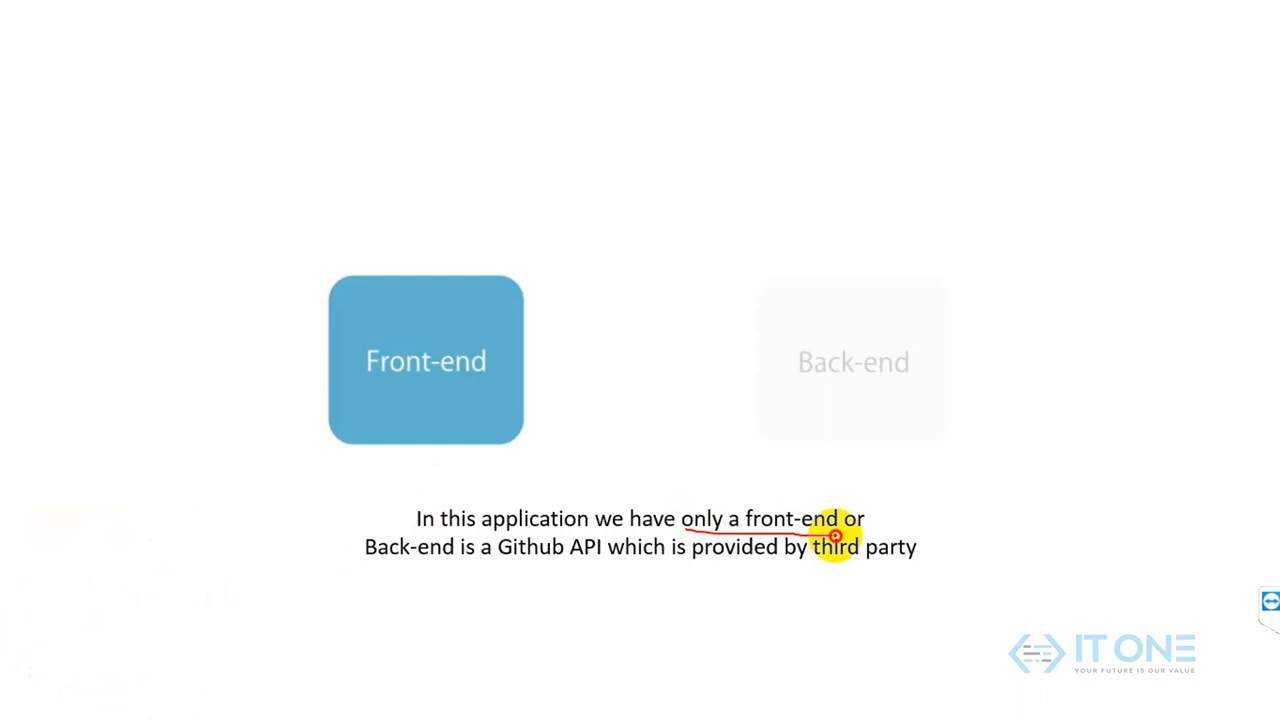 Front-end
Back-end
In this application we have only a front-end or
Back-end is a Github API which is provided by third party
IT ONE
YOUR FUTURE IS OUR VALUE